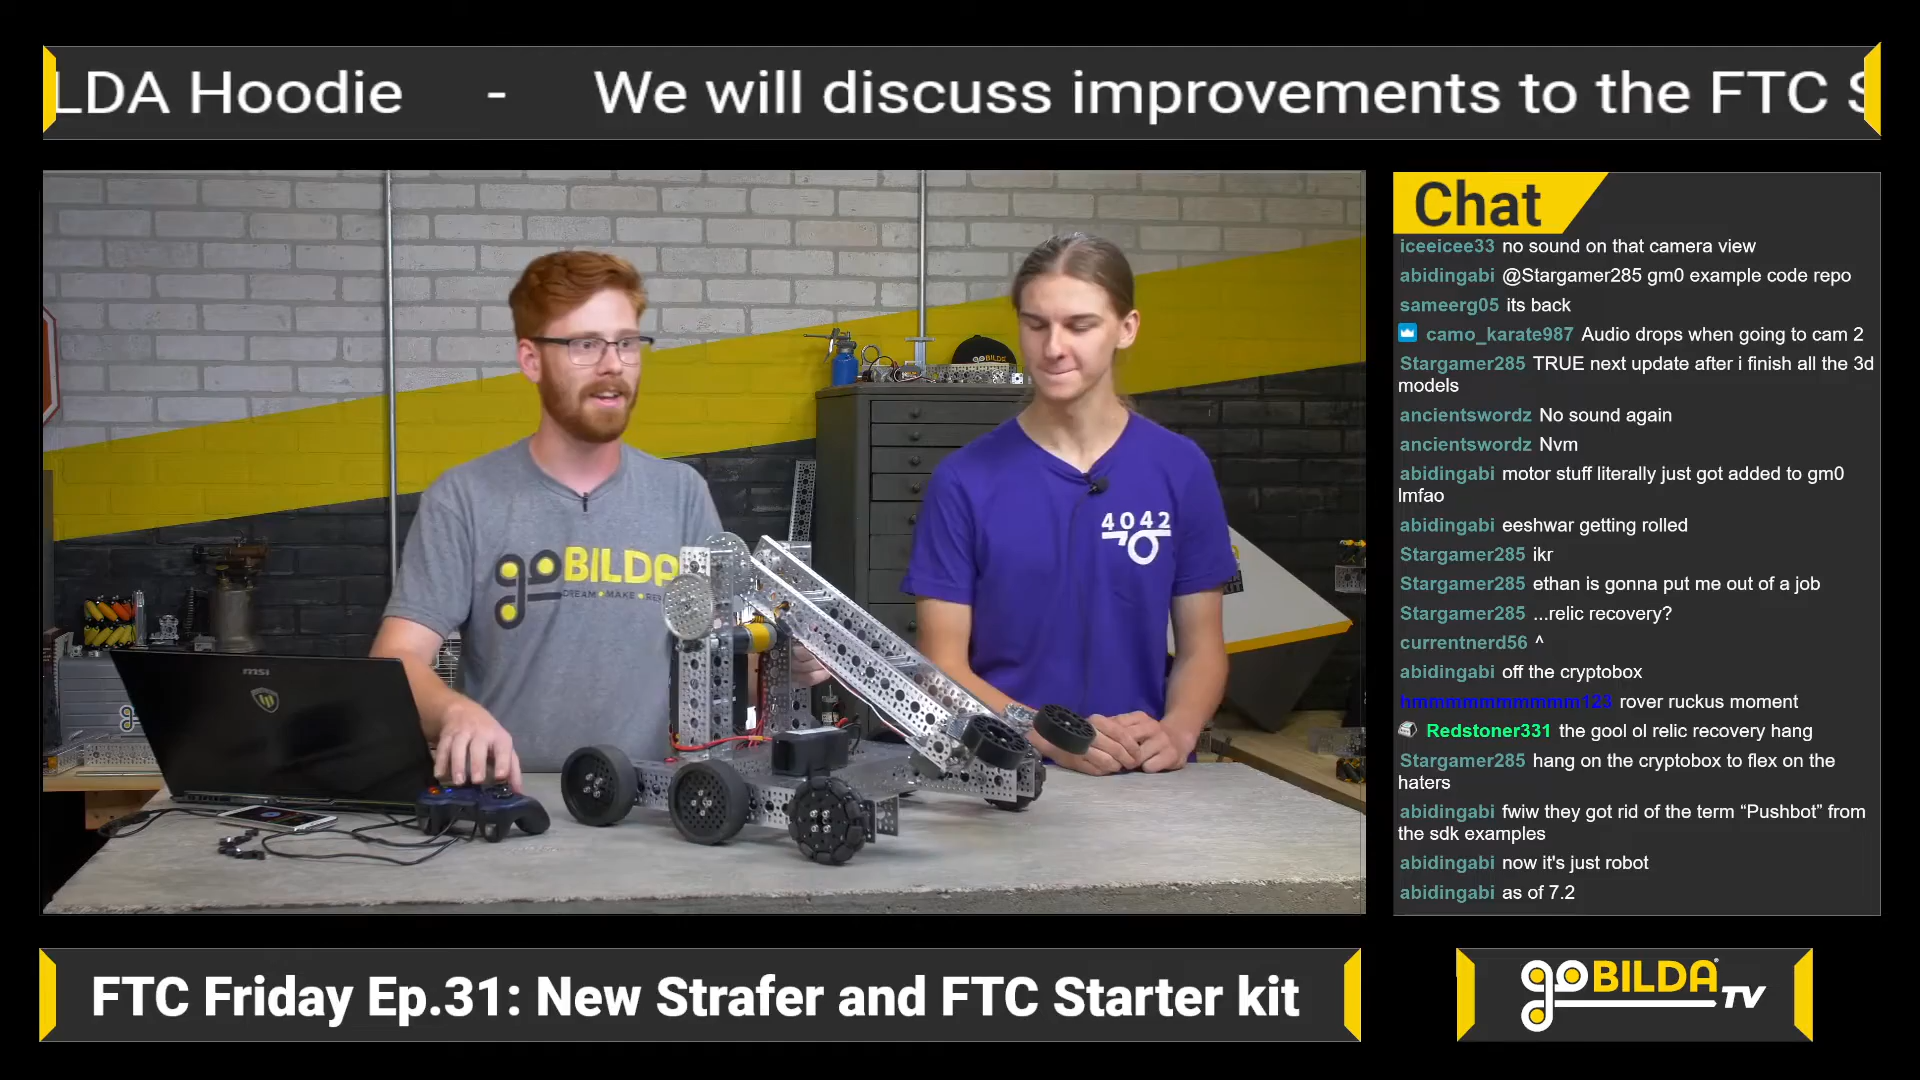 LDA Hoodie - We will discuss improvements to the FTC S
Chat
iceeicee33 no sound on that camera view
abidingabi @Stargamer285 gm0 example code repo
sameerg05 its back
camo_karate987 Audio drops when going to cam 2
Stargamer285 TRUE next update after i finish all the 3d
models
ancientswordz No sound again
ancientswordz Nvm
abidingabi motor stuff literally just got added to gm0
lmfao
abidingabi eeshwar getting rolled
Stargamer285 ikr
Stargamer285 ethan is gonna put me out of a job
Stargamer285 ...relic recovery?
currentnerd56 ^
abidingabi off the cryptobox
rover ruckus moment
Redstoner331 the gool ol relic recovery hang
Stargamer285 hang on the cryptobox to flex on the
haters
abidingabi fwiw they got rid of the term “Pushbot” from
the sdk examples
abidingabi now it's just robot
abidingabi as of 7.2
goBILDA
goBILDA
DREAM • MAKE • RE
4042
msi
FTC Friday Ep.31: New Strafer and FTC Starter kit
goBILDA TV